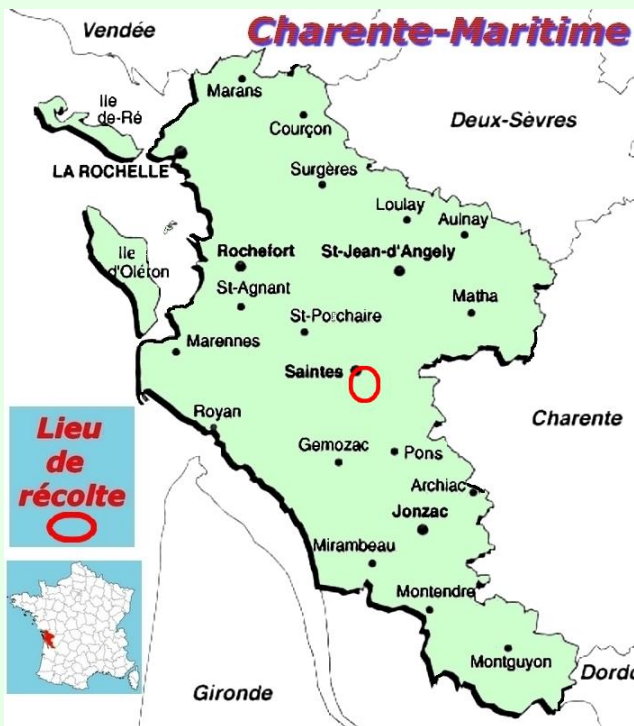 Vendée
Charente-Maritime
Marans
Ile
de-Ré
Courçon
Deux-Sèvres
LA ROCHELLE
Surgères
Loulay
Aulnay
Ile
d'Oléron
Rochefort
St-Jean-d'Angely
St-Agnant
Matha
St-Porchaire
Marennes
Saintes
Royan
Charente
Lieu
de
récolte
Gemozac
Pons
Archiac
Jonzac
Mirambeau
Montendre
Montguyon
Gironde
Dordo